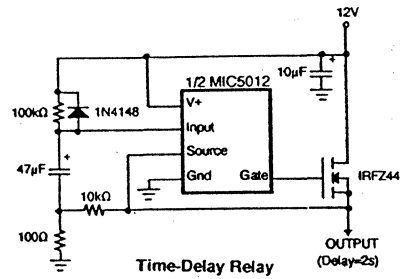 12V
10µF
+
1/2 MIC5012
V+
100kΩ
1N4148
Input
+
Source
47µF
Gnd
Gate
IRFZ44
10kΩ
100Ω
OUTPUT
(Delay=2s)
Time-Delay Relay